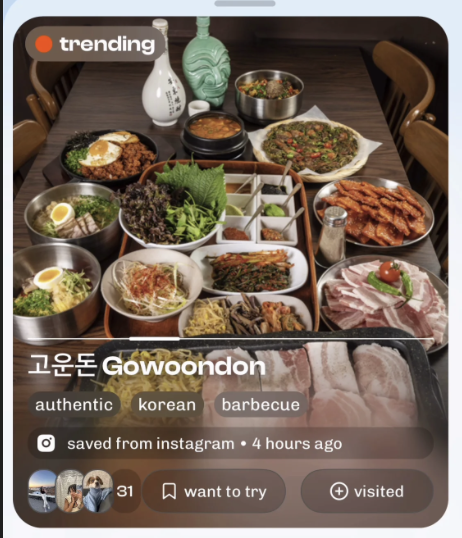 trending
고운돈 Gowoondon
authentic korean barbecue
saved from instagram • 4 hours ago
31 want to try visited